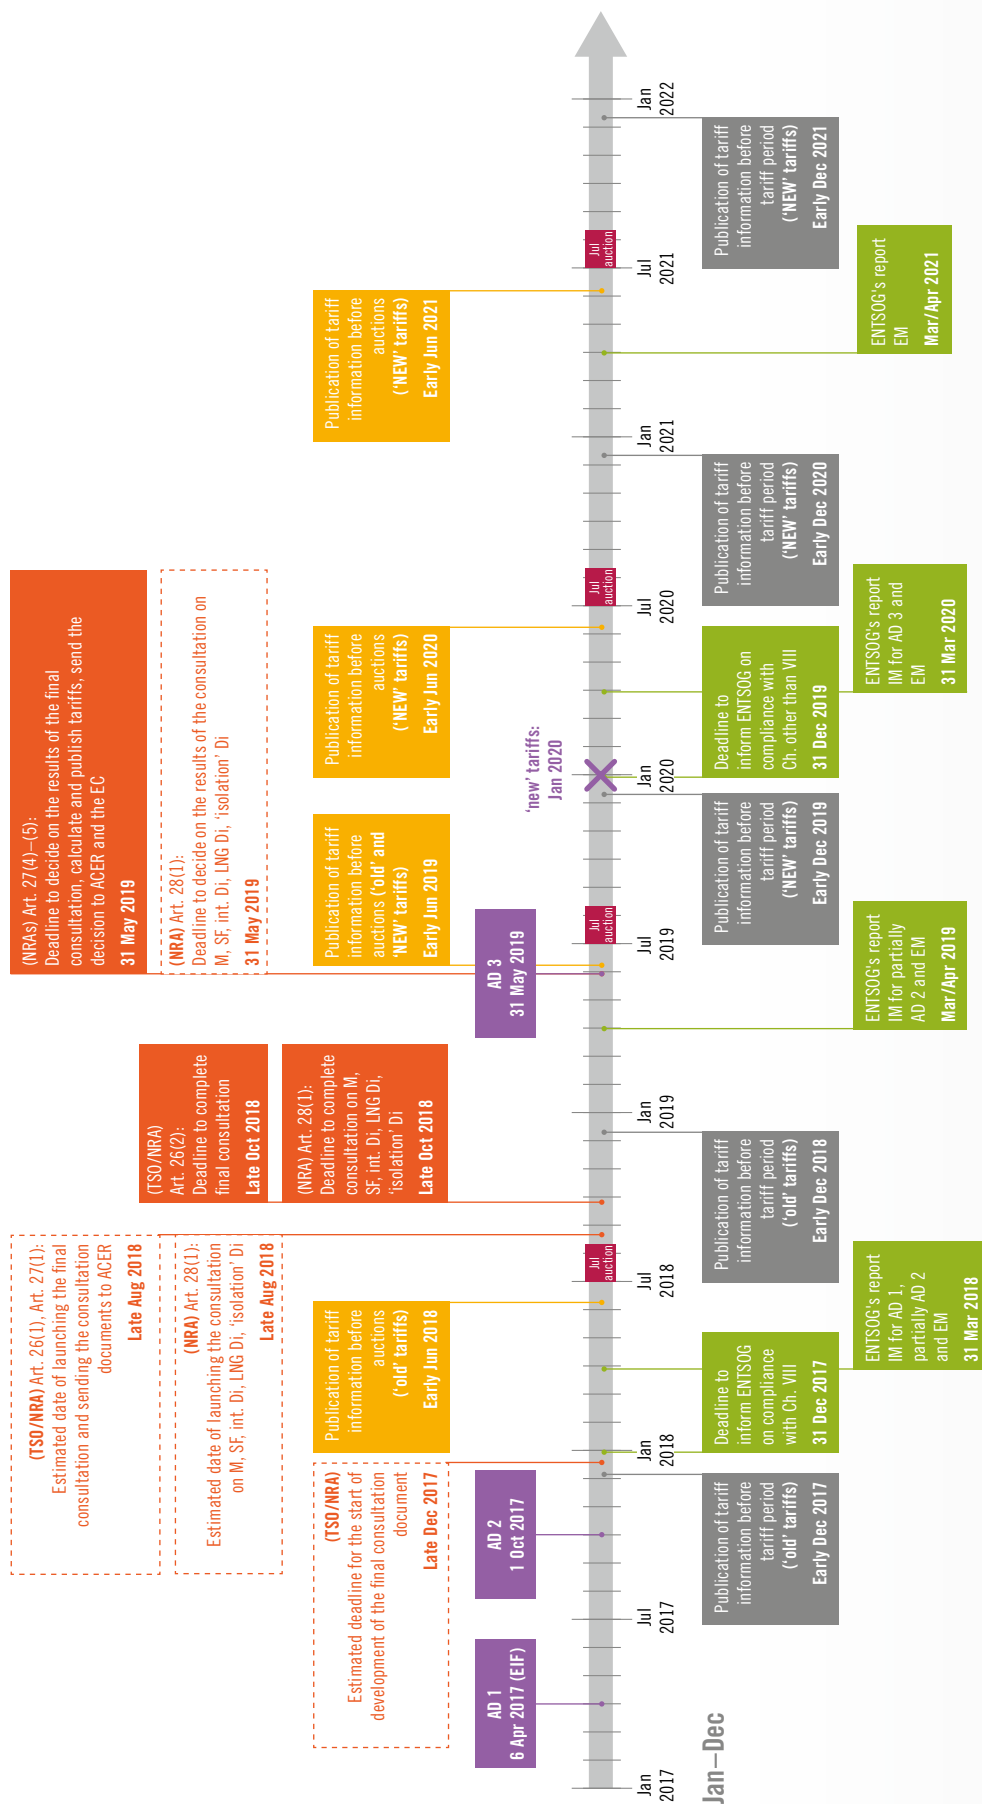 (TSO/NRA) Art. 26(1), Art. 27(1):
Estimated date of launching the final
consultation and sending the consultation
documents to ACER
Late Aug 2018
(NRA) Art. 28(1):
Estimated date of launching the consultation
on M, SF, int. Di, LNG Di, ‘isolation’ Di
Late Aug 2018
(TSO/NRA)
Art. 26(2):
Deadline to complete
final consultation
Late Oct 2018
(NRA) Art. 28(1):
Deadline to complete
consultation on M,
SF, int. Di, LNG Di,
‘isolation’ Di
Late Oct 2018
(NRAs) Art. 27(4)–(5):
Deadline to decide on the results of the final
consultation, calculate and publish tariffs, send the
decision to ACER and the EC
31 May 2019
(NRA) Art. 28(1):
Deadline to decide on the results of the consultation on
M, SF, int. Di, LNG Di, ‘isolation’ Di
31 May 2019
(TSO/NRA)
Estimated deadline for the start of
development of the final consultation
document
Late Dec 2017
Publication of tariff
information before
auctions
(‘old’ tariffs)
Early Jun 2018
Publication of tariff
information before
auctions (‘old’ and
‘NEW’ tariffs)
Early Jun 2019
Publication of tariff
information before
auctions
(‘NEW’ tariffs)
Early Jun 2020
Publication of tariff
information before
auctions
(‘NEW’ tariffs)
Early Jun 2021
AD 1
6 Apr 2017 (EIF)
AD 2
1 Oct 2017
AD 3
31 May 2019
‘new’ tariffs:
Jan 2020
Jul
auction
Jul
auction
Jul
auction
Jul
auction
Jan
2017
Jul
2017
Jan
2018
Jul
2018
Jan
2019
Jul
2019
Jan
2020
Jul
2020
Jan
2021
Jul
2021
Jan
2022
Jan–Dec
Publication of tariff
information before
tariff period
(‘old’ tariffs)
Early Dec 2017
Deadline to
inform ENTSOG
on compliance
with Ch. VIII
31 Dec 2017
Publication of tariff
information before
tariff period
(‘old’ tariffs)
Early Dec 2018
Publication of tariff
information before
tariff period
(‘NEW’ tariffs)
Early Dec 2019
Deadline to
inform ENTSOG on
compliance with
Ch. other than VIII
31 Dec 2019
Publication of tariff
information before
tariff period
(‘NEW’ tariffs)
Early Dec 2020
Publication of tariff
information before
tariff period
(‘NEW’ tariffs)
Early Dec 2021
ENTSOG's report
IM for AD 1,
partially AD 2
and EM
31 Mar 2018
ENTSOG's report
IM for partially
AD 2 and EM
Mar/Apr 2019
ENTSOG's report
IM for AD 3 and
EM
31 Mar 2020
ENTSOG's report
EM
Mar/Apr 2021